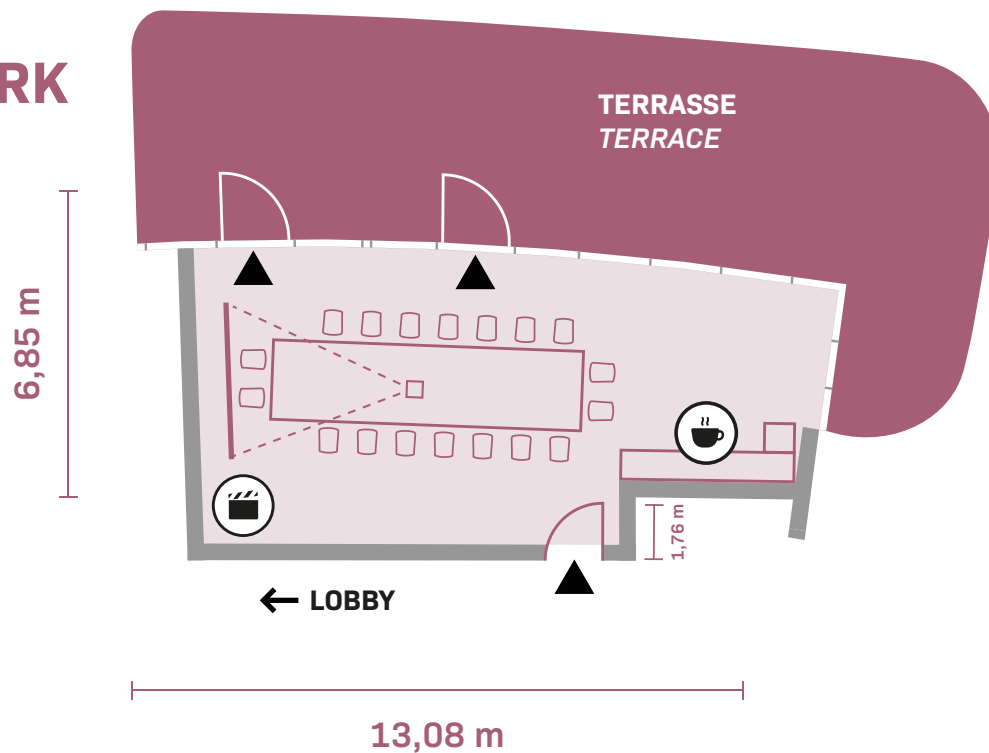 RK
TERRASSE
TERRACE
6,85 m
1,76 m
LOBBY
13,08 m